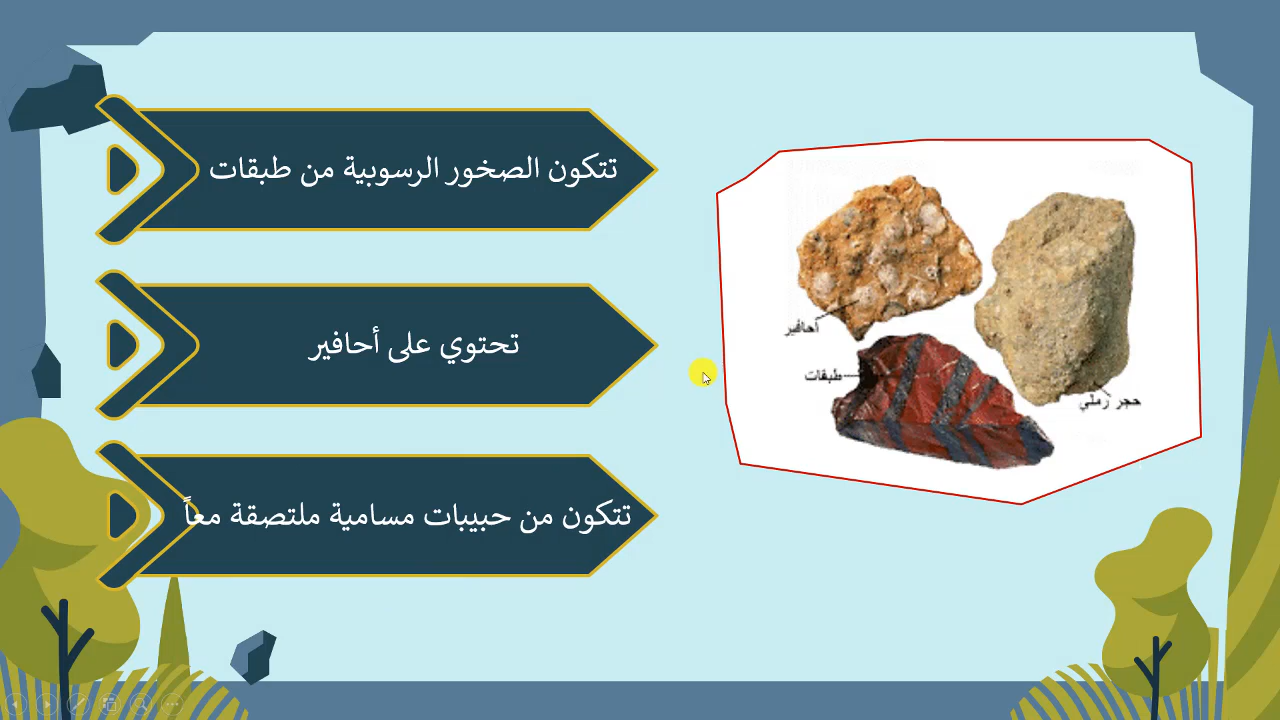 تتكون الصخور الرسوبية من طبقات
تحتوي على أحافير
تتكون من حبيبات مسامية ملتصقة معاً
أحافير
طبقات
حجر رملي